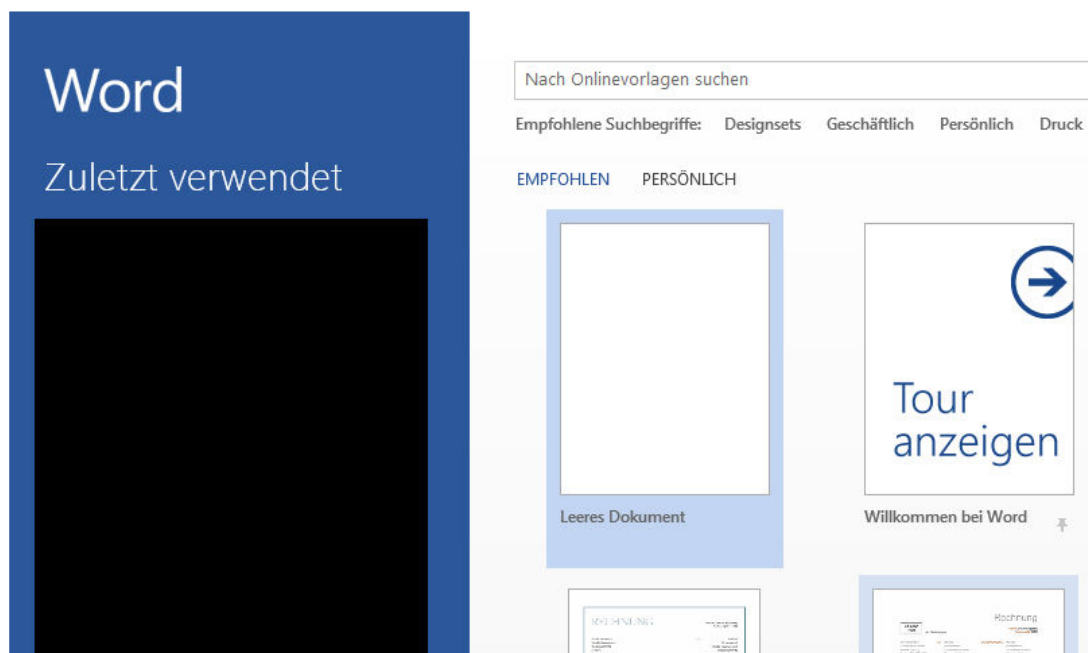 Word
Zuletzt verwendet
Nach Onlinevorlagen suchen
Empfohlene Suchbegriffe: Designsets Geschäftlich Persönlich Druck
EMPFOHLEN PERSÖNLICH
Tour
anzeigen
Leeres Dokument Willkommen bei Word
RECHNUNG Rechnung